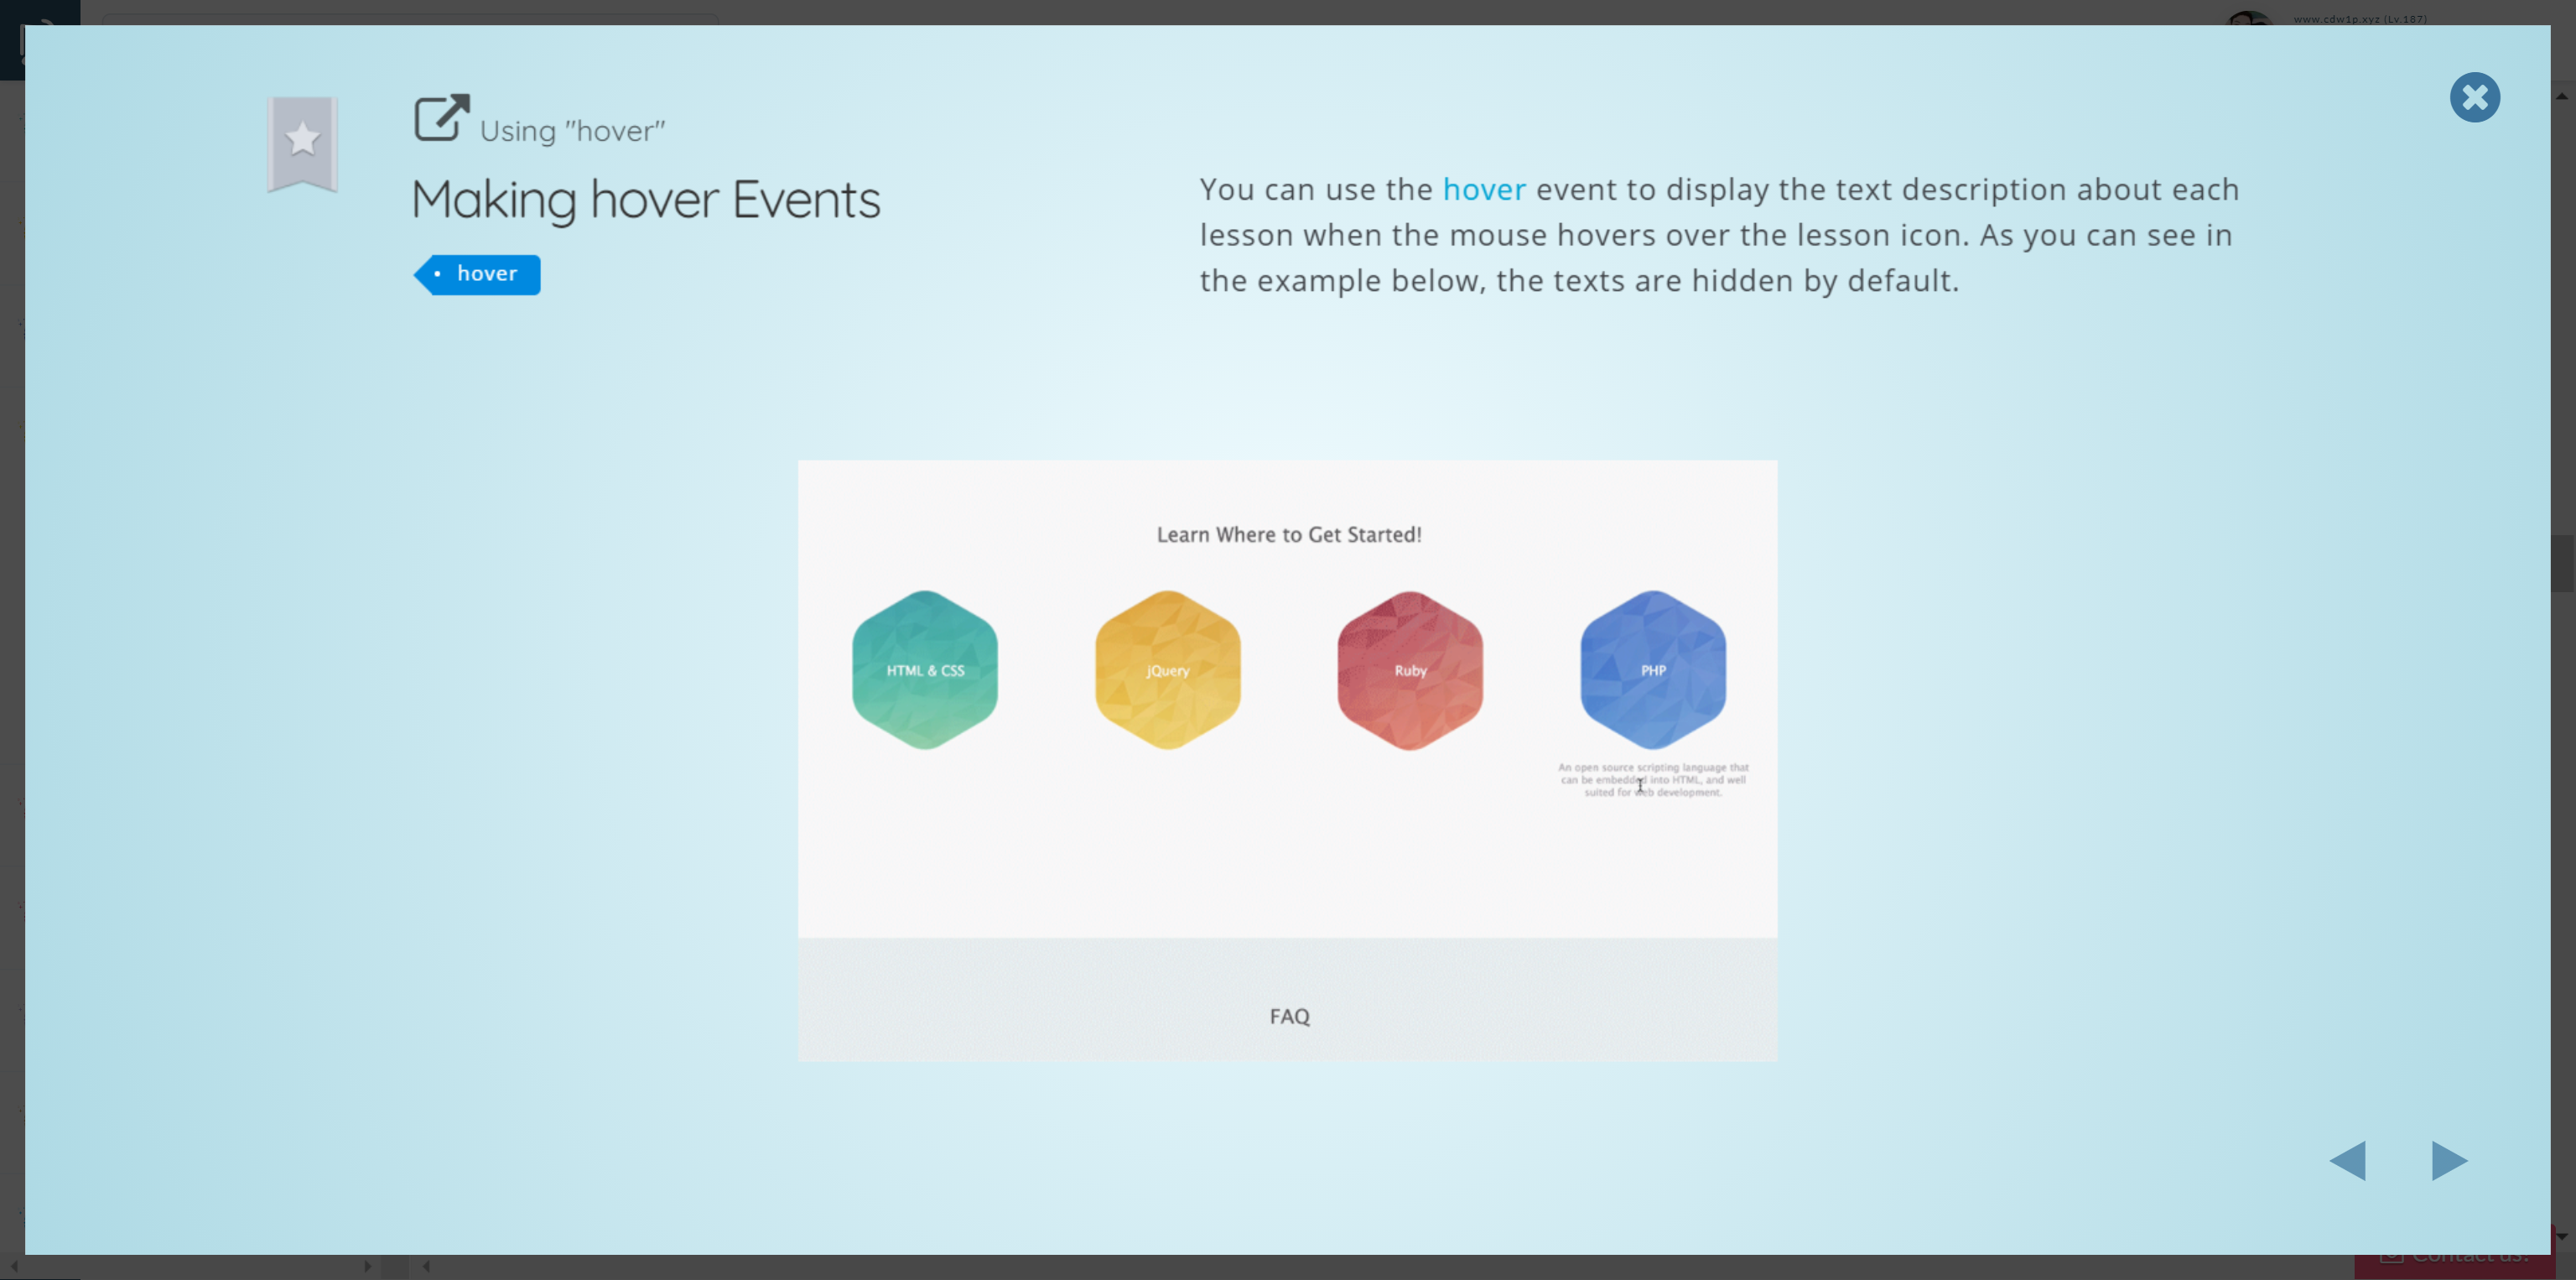 www.cdw1p.xyz (Lv.187)
Using "hover"
Making hover Events
hover
You can use the hover event to display the text description about each
lesson when the mouse hovers over the lesson icon. As you can see in
the example below, the texts are hidden by default.
Learn Where to Get Started!
HTML & CSS
jQuery
Ruby
PHP
An open source scripting language that
can be embedded into HTML, and well
suited for web development.
FAQ
Contact us!